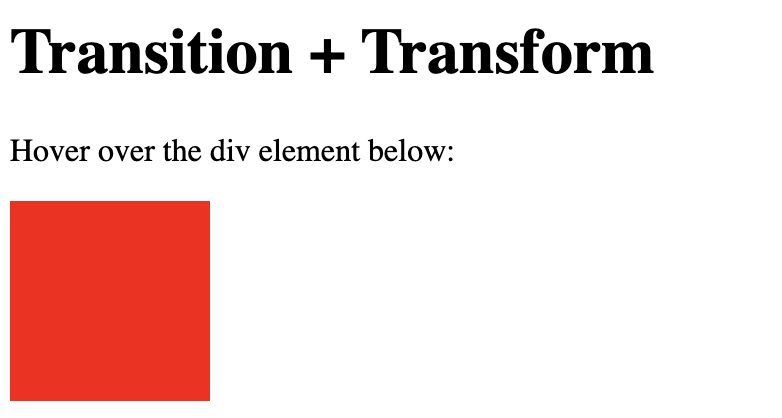 Transition + Transform
Hover over the div element below: